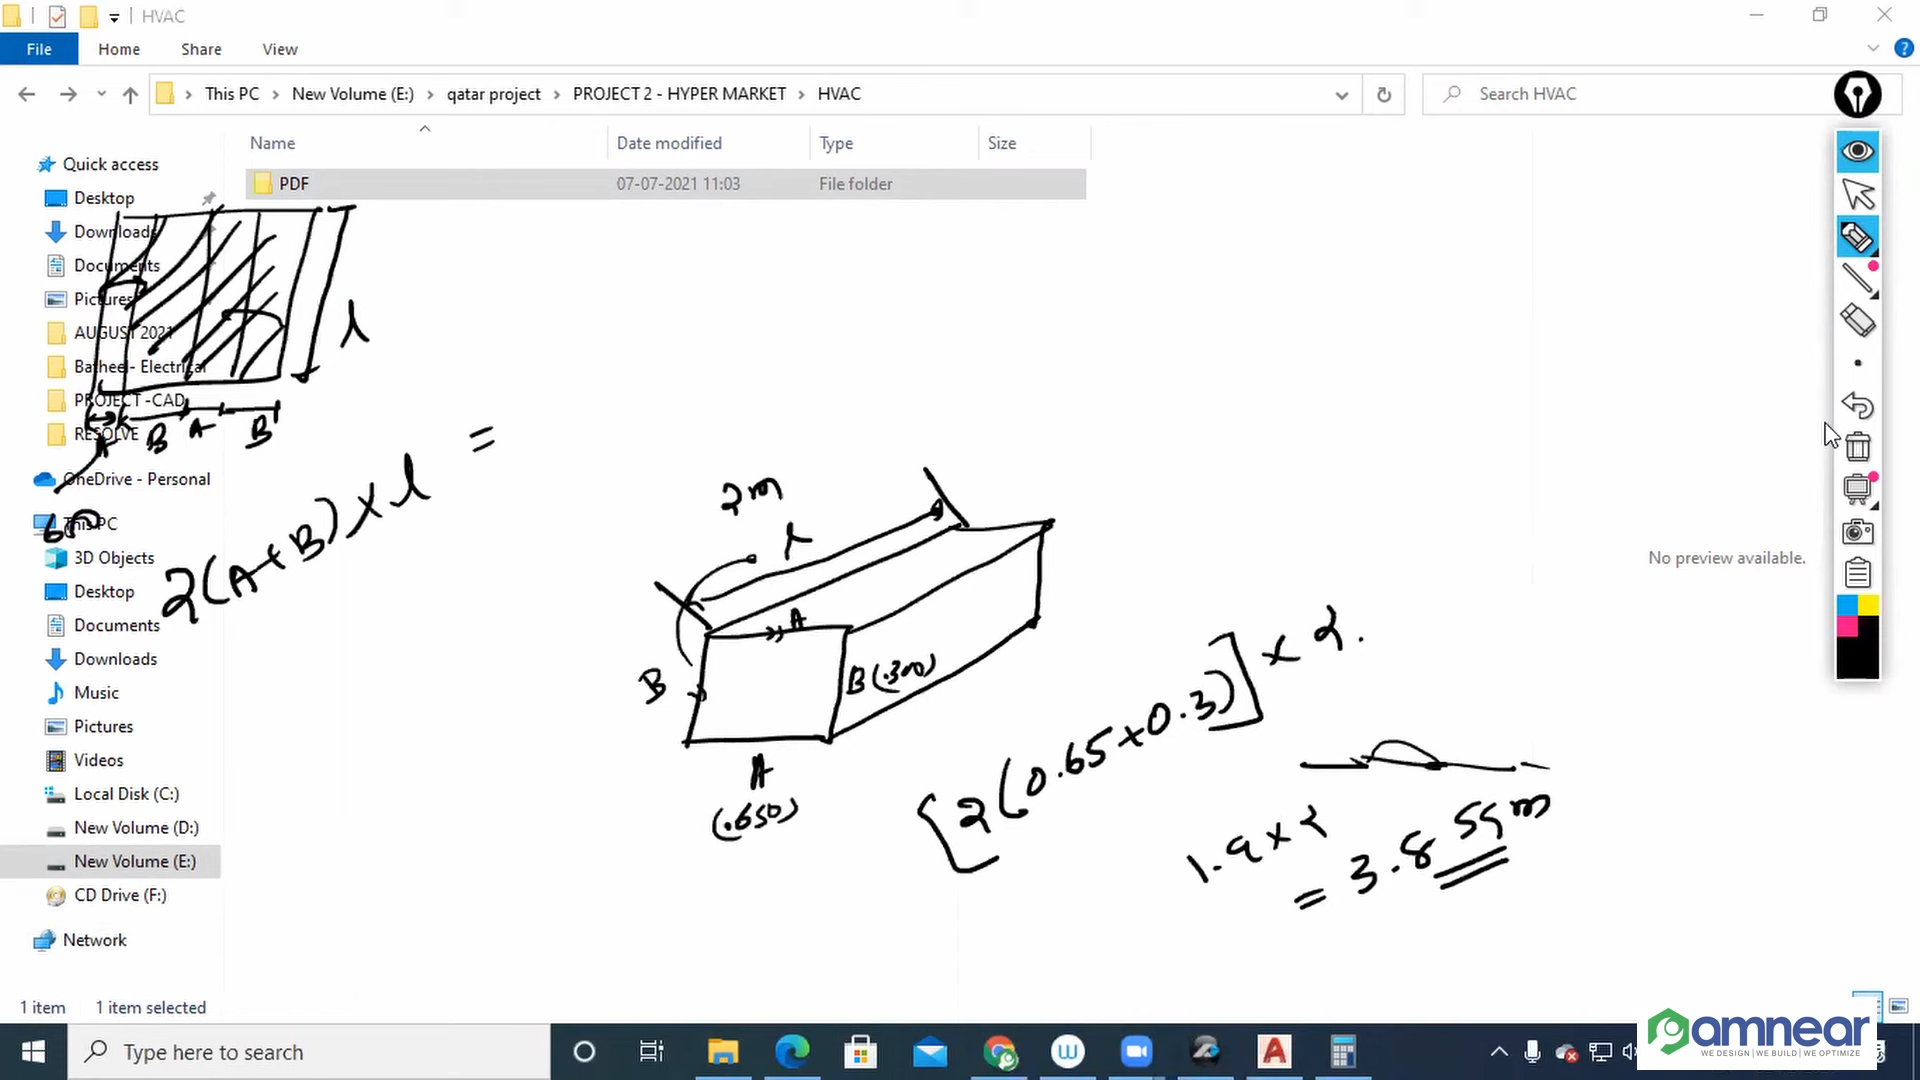 HVAC
File Home Share View
This PC New Volume (E:) qatar project PROJECT 2 - HYPER MARKET HVAC
Search HVAC
Name Date modified Type Size
PDF 07-07-2021 11:03 File folder
Quick access
Desktop
Downloads
Documents
Pictures
AUGUST 2021
Batheel- Electrical
PROJECT -CAD
RESOLVE
OneDrive - Personal
This PC
3D Objects
Desktop
Documents
Downloads
Music
Pictures
Videos
Local Disk (C:)
New Volume (D:)
New Volume (E:)
CD Drive (F:)
Network
l
A B A B
2(A+B) x l =
2m
l
A
B
B (.300)
A
(.650)
[2(0.65x0.3)] x 2.
1.9 x 2
= 3.8 sqm
No preview available.
1 item 1 item selected
Type here to search
amnear
WE DESIGN | WE BUILD | WE OPTIMIZE